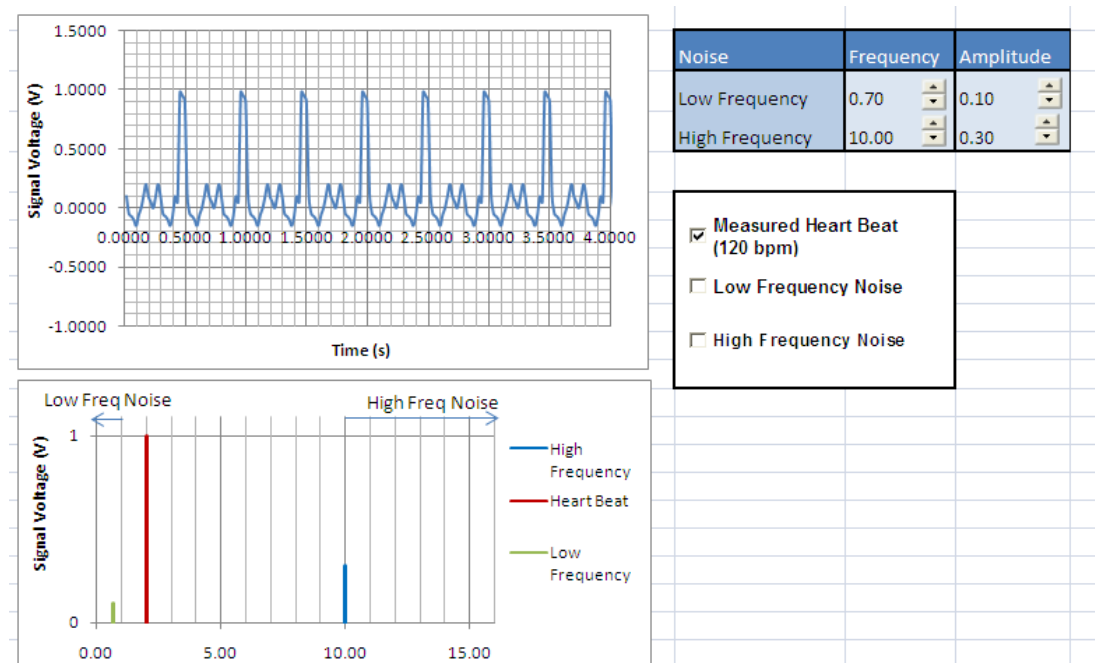 1.5000
1.0000
0.5000
0.0000
-0.5000
-1.0000
Signal Voltage (V)
0.0000 0.5000 1.0000 1.5000 2.0000 2.5000 3.0000 3.5000 4.0000
Time (s)
Noise Frequency Amplitude
Low Frequency 0.70 0.10
High Frequency 10.00 0.30
Measured Heart Beat
(120 bpm)
Low Frequency Noise
High Frequency Noise
Low Freq Noise High Freq Noise
1
0
Signal Voltage (V)
High
Frequency
Heart Beat
Low
Frequency
0.00 5.00 10.00 15.00